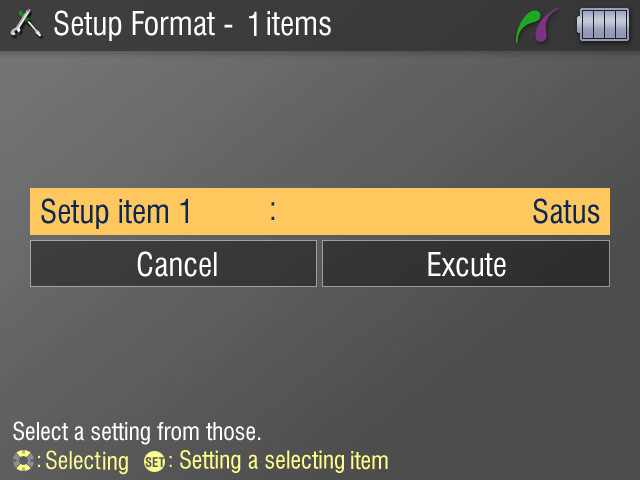 Setup Format - 1 items
Setup item 1 : Satus
Cancel Excute
Select a setting from those.
: Selecting SET : Setting a selecting item